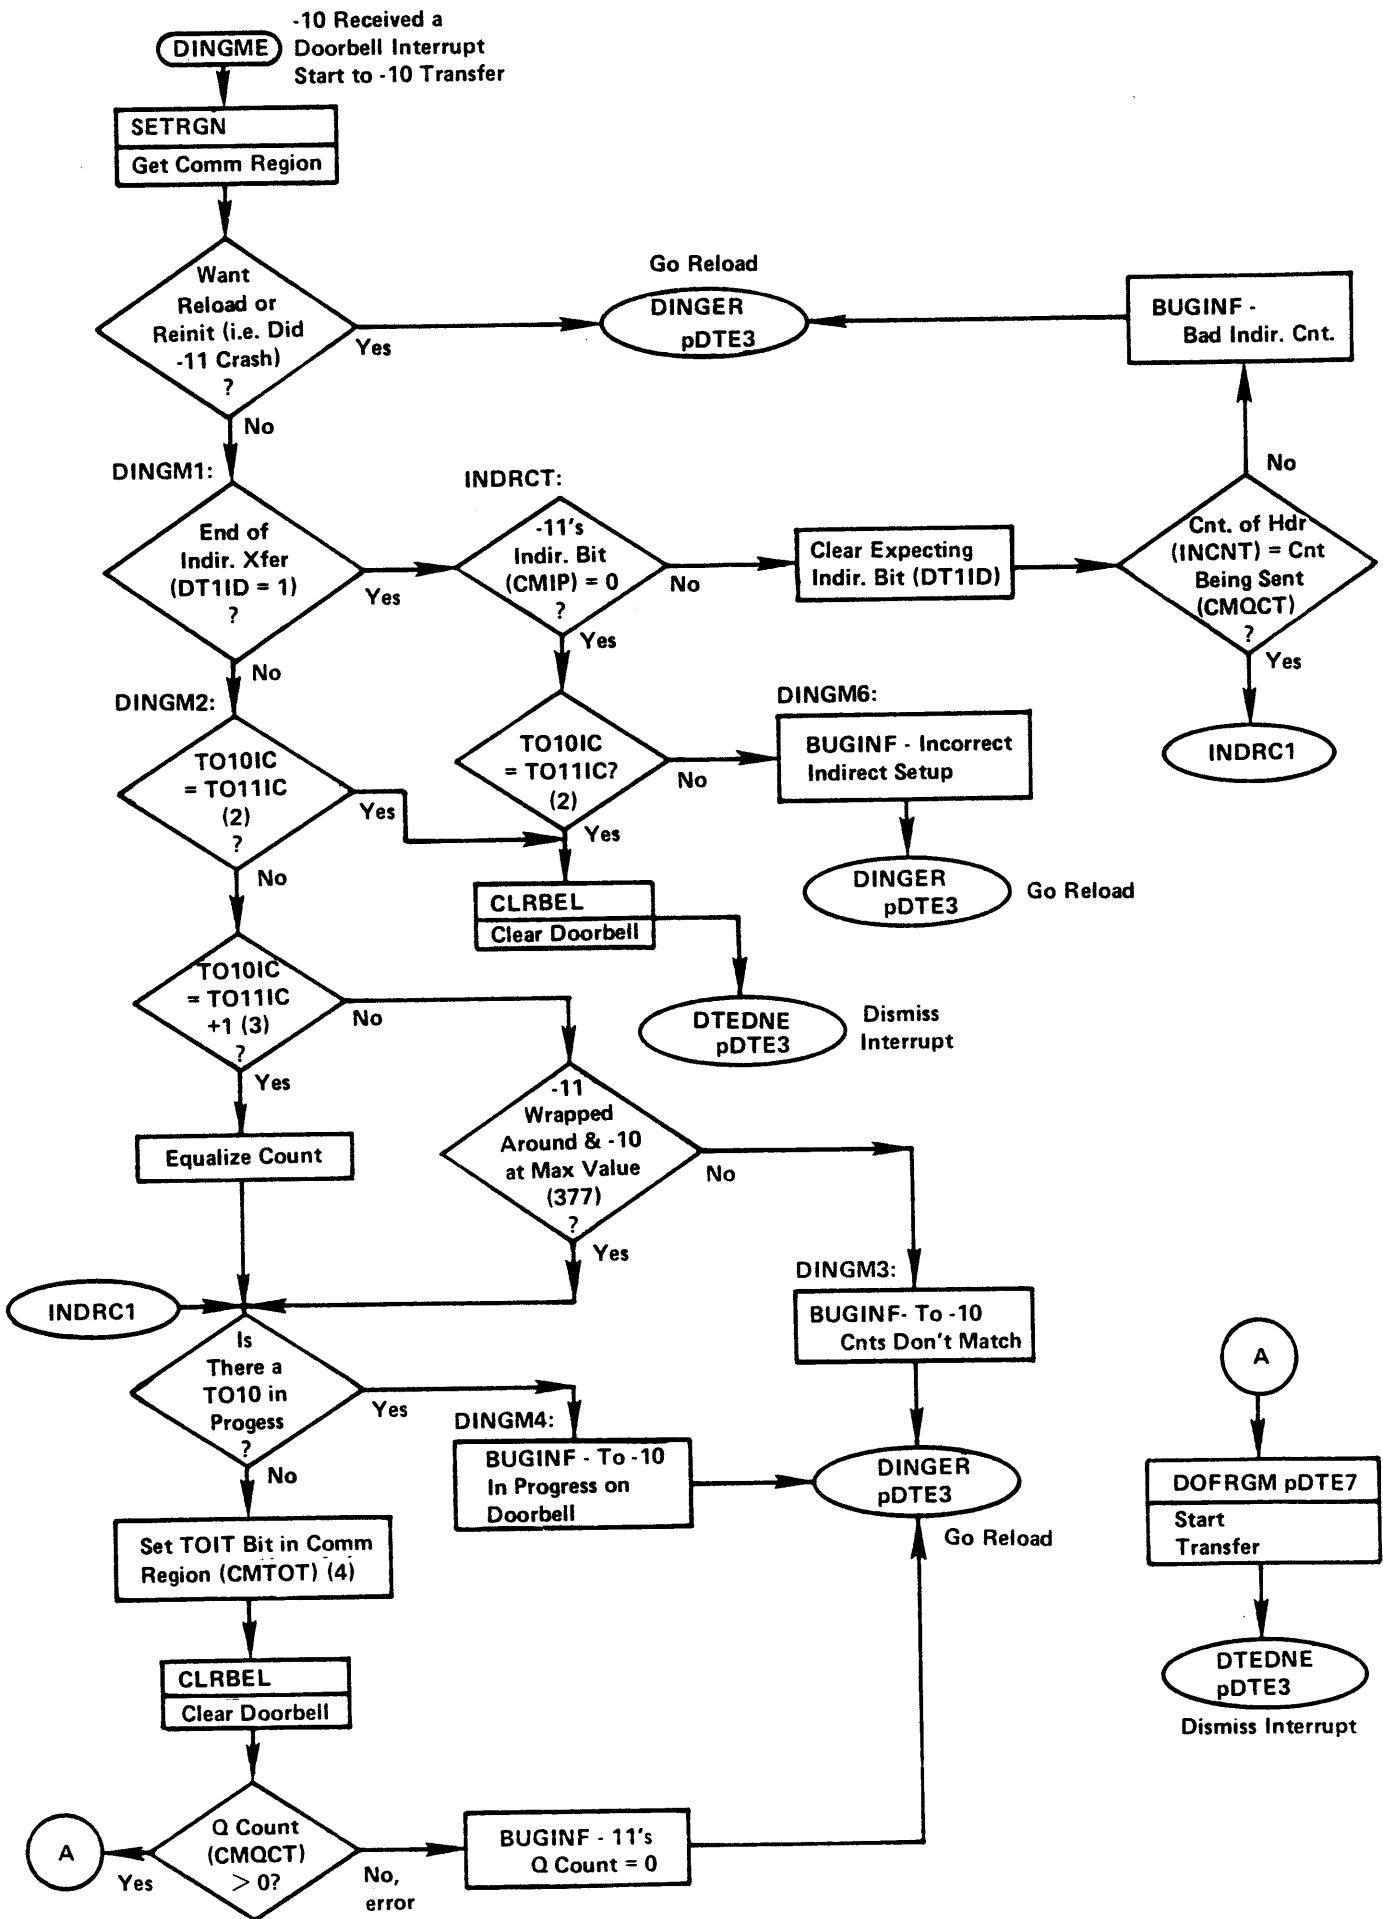 -10 Received a
Doorbell Interrupt
Start to -10 Transfer
DINGME
SETRGN
Get Comm Region
Want
Reload or
Reinit (i.e. Did
-11 Crash)
?
Yes
No
Go Reload
DINGER
pDTE3
BUGINF -
Bad Indir. Cnt.
No
DINGM1:
End of
Indir. Xfer
(DT1ID = 1)
?
Yes
No
INDRCT:
-11's
Indir. Bit
(CMIP) = 0
?
No
Yes
Clear Expecting
Indir. Bit (DT1ID)
Cnt. of Hdr
(INCNT) = Cnt
Being Sent
(CMQCT)
?
Yes
INDRC1
DINGM2:
TO10IC
= TO11IC
(2)
?
Yes
No
TO10IC
= TO11IC?
(2)
No
Yes
DINGM6:
BUGINF - Incorrect
Indirect Setup
DINGER
pDTE3
Go Reload
CLRBEL
Clear Doorbell
DTEDNE
pDTE3
Dismiss
Interrupt
TO10IC
= TO11IC
+1 (3)
?
No
Yes
Equalize Count
-11
Wrapped
Around & -10
at Max Value
(377)
?
No
Yes
DINGM3:
BUGINF- To -10
Cnts Don't Match
INDRC1
Is
There a
TO10 in
Progess
?
Yes
No
DINGM4:
BUGINF - To -10
In Progress on
Doorbell
DINGER
pDTE3
Go Reload
Set TOIT Bit in Comm
Region (CMTOT) (4)
CLRBEL
Clear Doorbell
Q Count
(CMQCT)
> 0?
Yes
A
No,
error
BUGINF - 11's
Q Count = 0
A
DOFRGM pDTE7
Start
Transfer
DTEDNE
pDTE3
Dismiss Interrupt